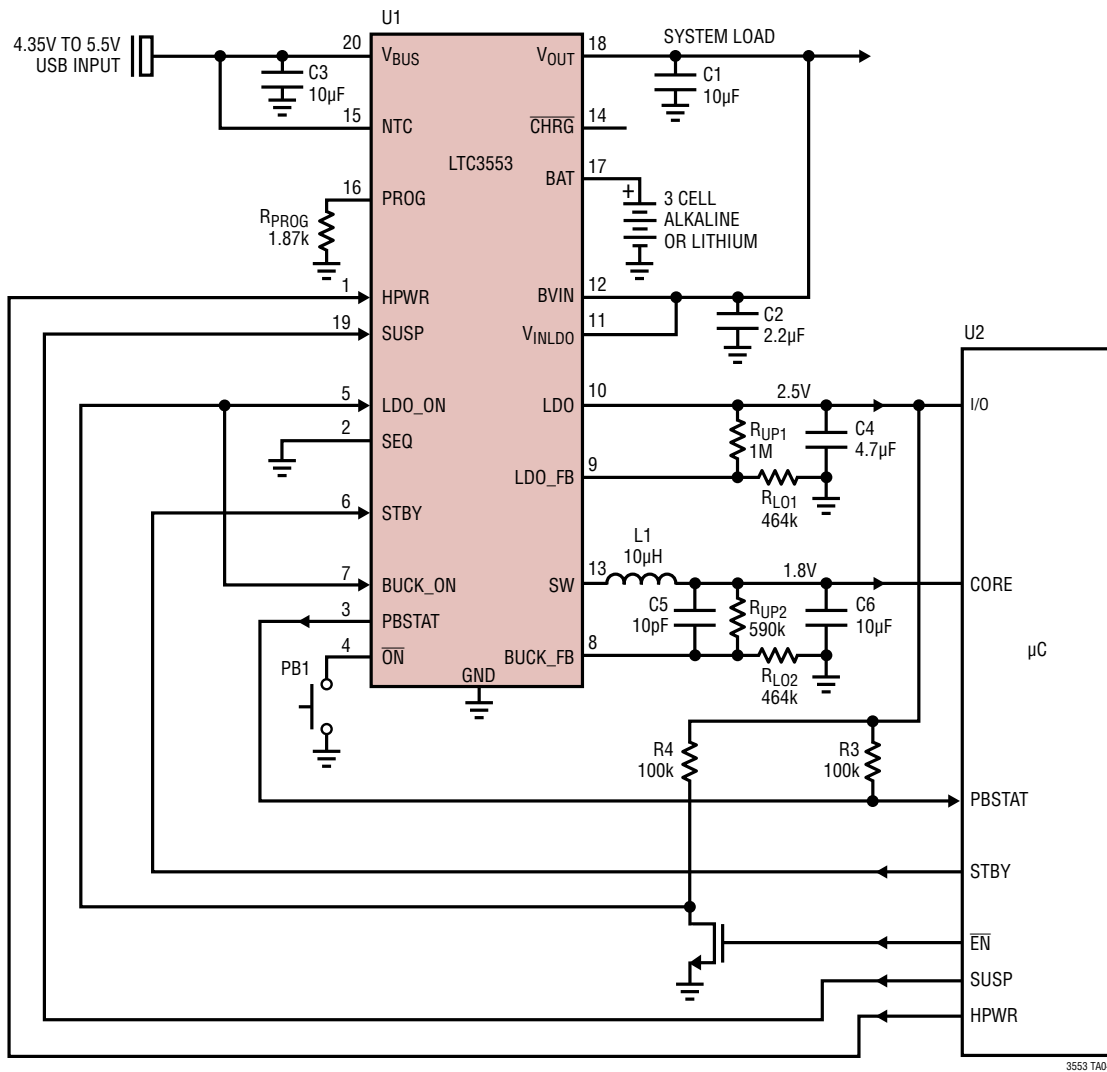 U1
4.35V TO 5.5V
USB INPUT
20
VBUS
C3
10µF
15
NTC
16
PROG
RPROG
1.87k
1
HPWR
19
SUSP
5
LDO_ON
2
SEQ
6
STBY
7
BUCK_ON
3
PBSTAT
4
ON
PB1
GND
LTC3553
VOUT
18
SYSTEM LOAD
C1
10µF
CHRG
14
BAT
17
+
3 CELL
ALKALINE
OR LITHIUM
BVIN
12
VINLDO
11
C2
2.2µF
LDO
10
2.5V
RUP1
1M
C4
4.7µF
LDO_FB
9
RLO1
464k
L1
10µH
SW
13
1.8V
C5
10pF
RUP2
590k
C6
10µF
BUCK_FB
8
RLO2
464k
R4
100k
R3
100k
U2
I/O
CORE
µC
PBSTAT
STBY
EN
SUSP
HPWR